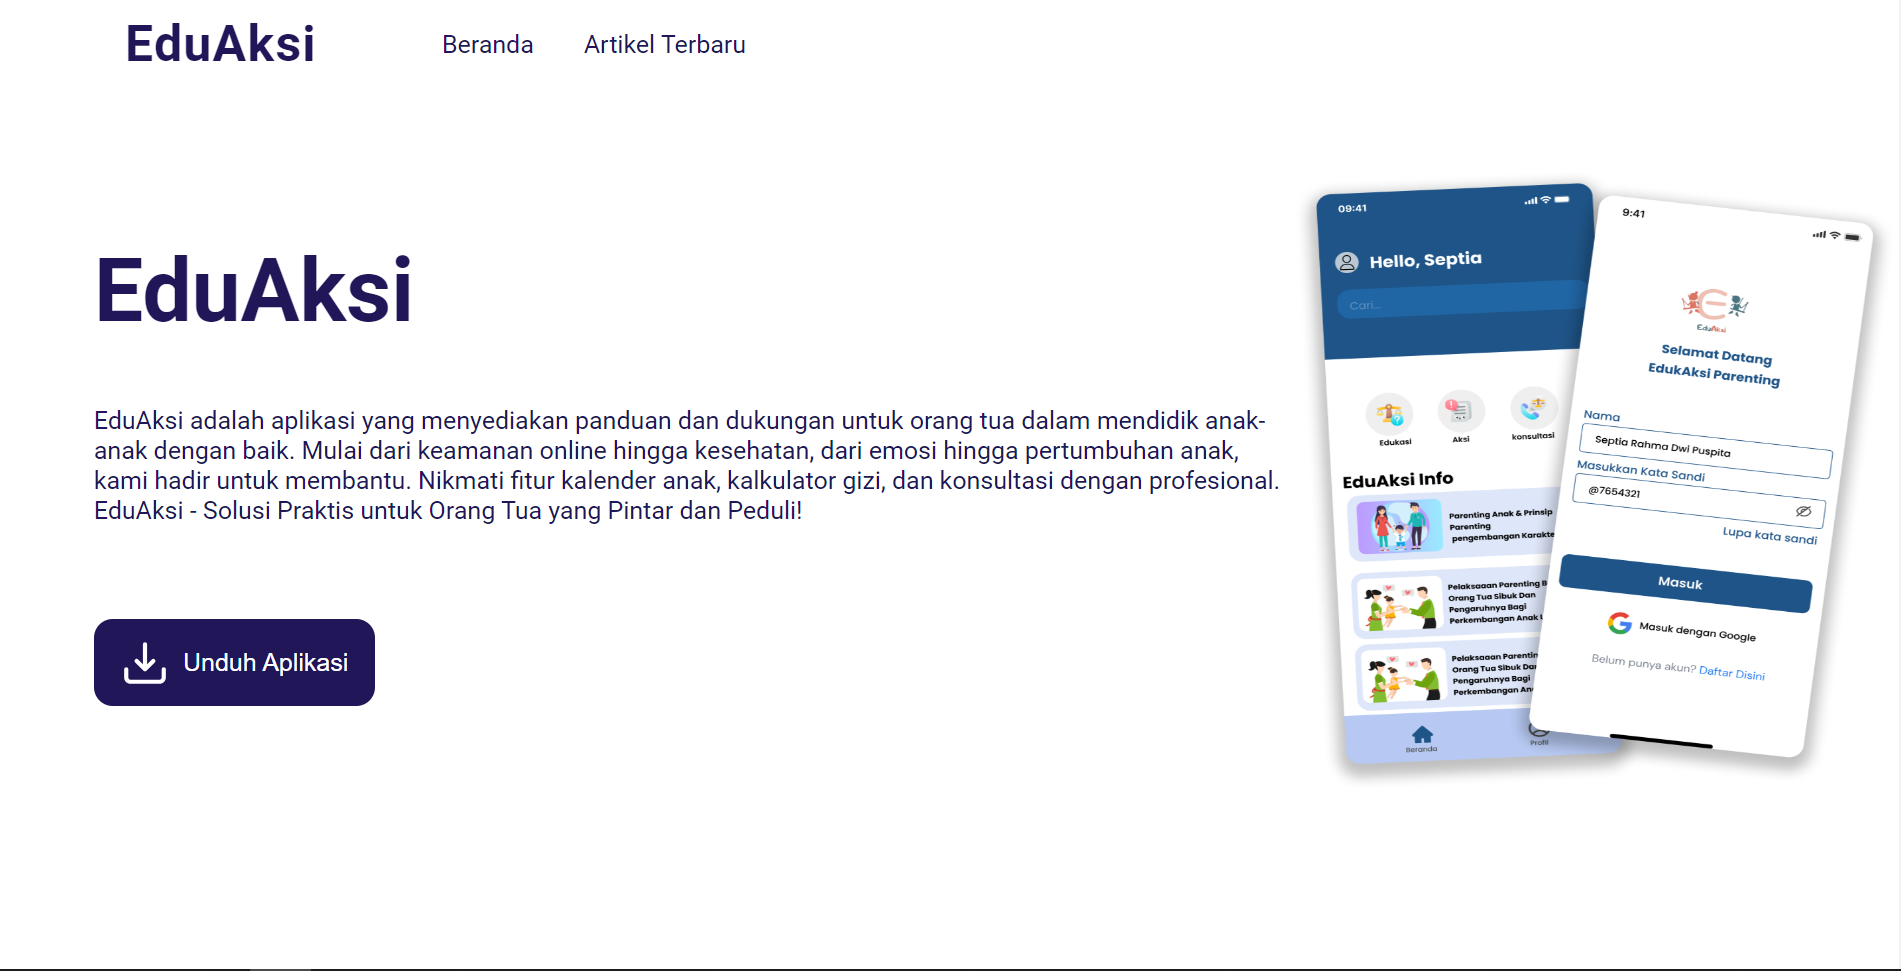 EduAksi
Beranda
Artikel Terbaru
EduAksi
EduAksi adalah aplikasi yang menyediakan panduan dan dukungan untuk orang tua dalam mendidik anak-
anak dengan baik. Mulai dari keamanan online hingga kesehatan, dari emosi hingga pertumbuhan anak,
kami hadir untuk membantu. Nikmati fitur kalender anak, kalkulator gizi, dan konsultasi dengan profesional.
EduAksi - Solusi Praktis untuk Orang Tua yang Pintar dan Peduli!
Unduh Aplikasi
09:41
Hello, Septia
Cari...
Edukasi
Aksi
konsultasi
EduAksi Info
Parenting Anak & Prinsip
Parenting
pengembangan Karakte
Pelaksaaan Parenting B
Orang Tua Sibuk Dan
Pengaruhnya Bagi
Perkembangan Anak
Pelaksaaan Parentin
Orang Tua Sibuk Dan
Pengaruhnya Bagi
Perkembangan An
Beranda
Profil
9:41
EduAksi
Selamat Datang
EdukAksi Parenting
Nama
Septia Rahma Dwi Puspita
Masukkan Kata Sandi
@7654321
Lupa kata sandi
Masuk
Masuk dengan Google
Belum punya akun? Daftar Disini